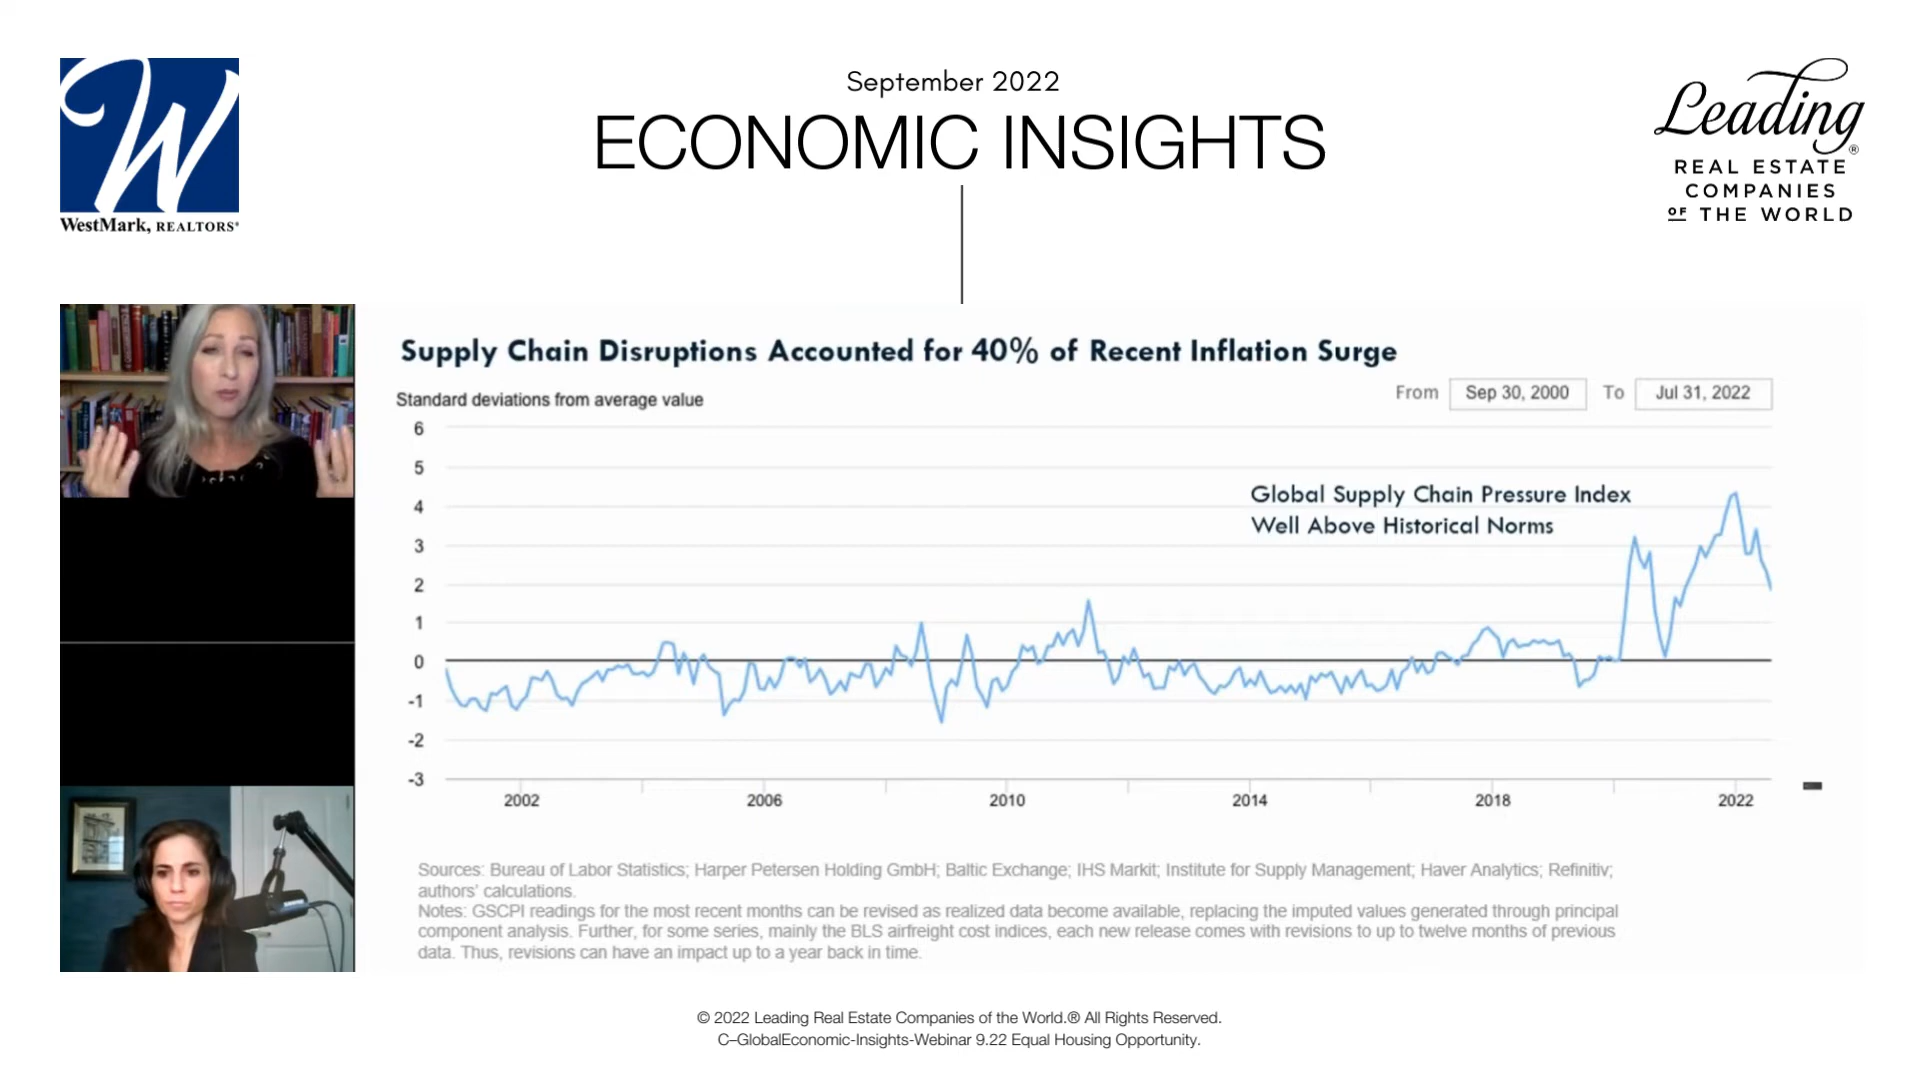 September 2022
ECONOMIC INSIGHTS
W
WestMark, REALTORS®
Leading®
REAL ESTATE
COMPANIES
OF THE WORLD
Supply Chain Disruptions Accounted for 40% of Recent Inflation Surge
Standard deviations from average value
From Sep 30, 2000 To Jul 31, 2022
6
5
4
3
2
1
0
-1
-2
-3
Global Supply Chain Pressure Index
Well Above Historical Norms
2002 2006 2010 2014 2018 2022
Sources: Bureau of Labor Statistics; Harper Petersen Holding GmbH; Baltic Exchange; IHS Markit; Institute for Supply Management; Haver Analytics; Refinitiv;
authors' calculations.
Notes: GSCPI readings for the most recent months can be revised as realized data become available, replacing the imputed values generated through principal
component analysis. Further, for some series, mainly the BLS airfreight cost indices, each new release comes with revisions to up to twelve months of previous
data. Thus, revisions can have an impact up to a year back in time.
© 2022 Leading Real Estate Companies of the World.® All Rights Reserved.
C–GlobalEconomic-Insights-Webinar 9.22 Equal Housing Opportunity.